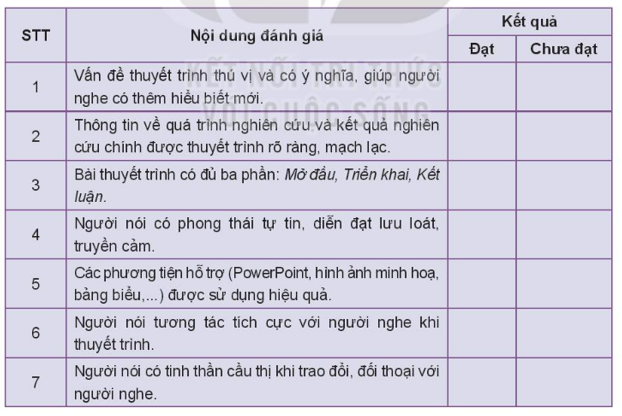 STT
Nội dung đánh giá
Kết quả
Đạt
Chưa đạt
KẾT NỐI TRI THỨC
VỚI CUỘC SỐNG
1
Vấn đề thuyết trình thú vị và có ý nghĩa, giúp người
nghe có thêm hiểu biết mới.
2
Thông tin về quá trình nghiên cứu và kết quả nghiên
cứu chính được thuyết trình rõ ràng, mạch lạc.
3
Bài thuyết trình có đủ ba phần: Mở đầu, Triển khai, Kết
luận.
4
Người nói có phong thái tự tin, diễn đạt lưu loát,
truyền cảm.
5
Các phương tiện hỗ trợ (PowerPoint, hình ảnh minh hoạ,
bảng biểu,...) được sử dụng hiệu quả.
6
Người nói tương tác tích cực với người nghe khi
thuyết trình.
7
Người nói có tinh thần cầu thị khi trao đổi, đối thoại với
người nghe.